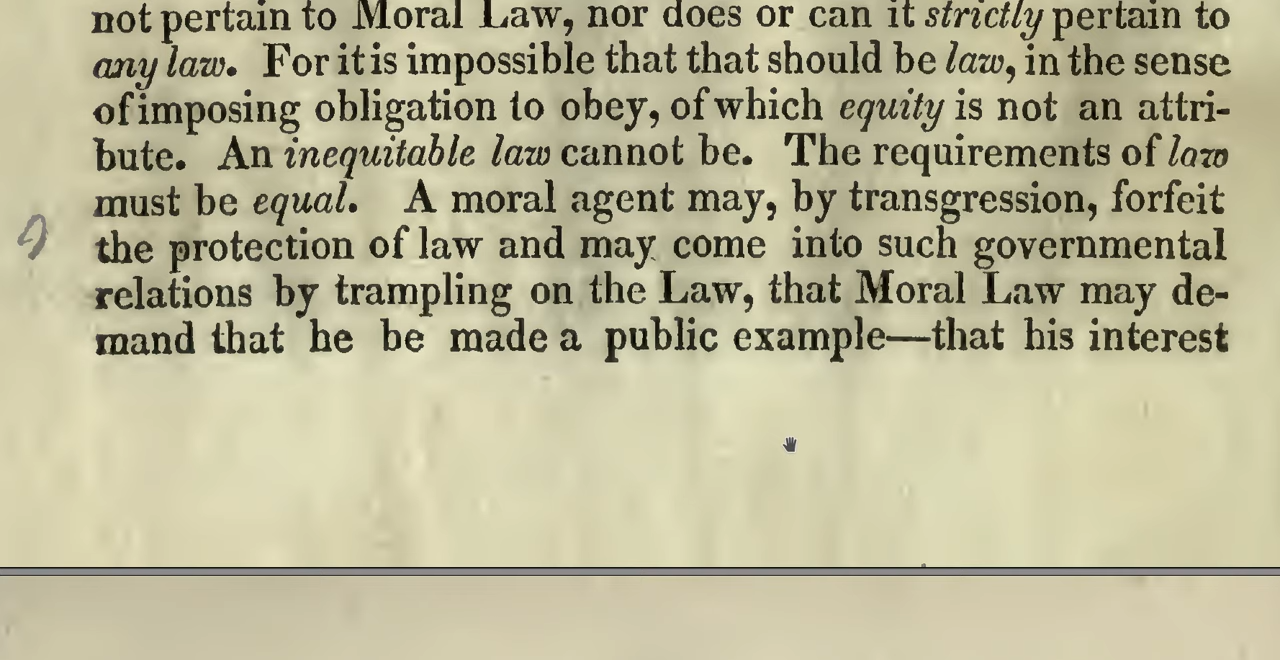 not pertain to Moral Law, nor does or can it strictly pertain to
any law. For it is impossible that that should be law, in the sense
of imposing obligation to obey, of which equity is not an attri-
bute. An inequitable law cannot be. The requirements of law
must be equal. A moral agent may, by transgression, forfeit
the protection of law and may come into such governmental
relations by trampling on the Law, that Moral Law may de-
mand that he be made a public example—that his interest